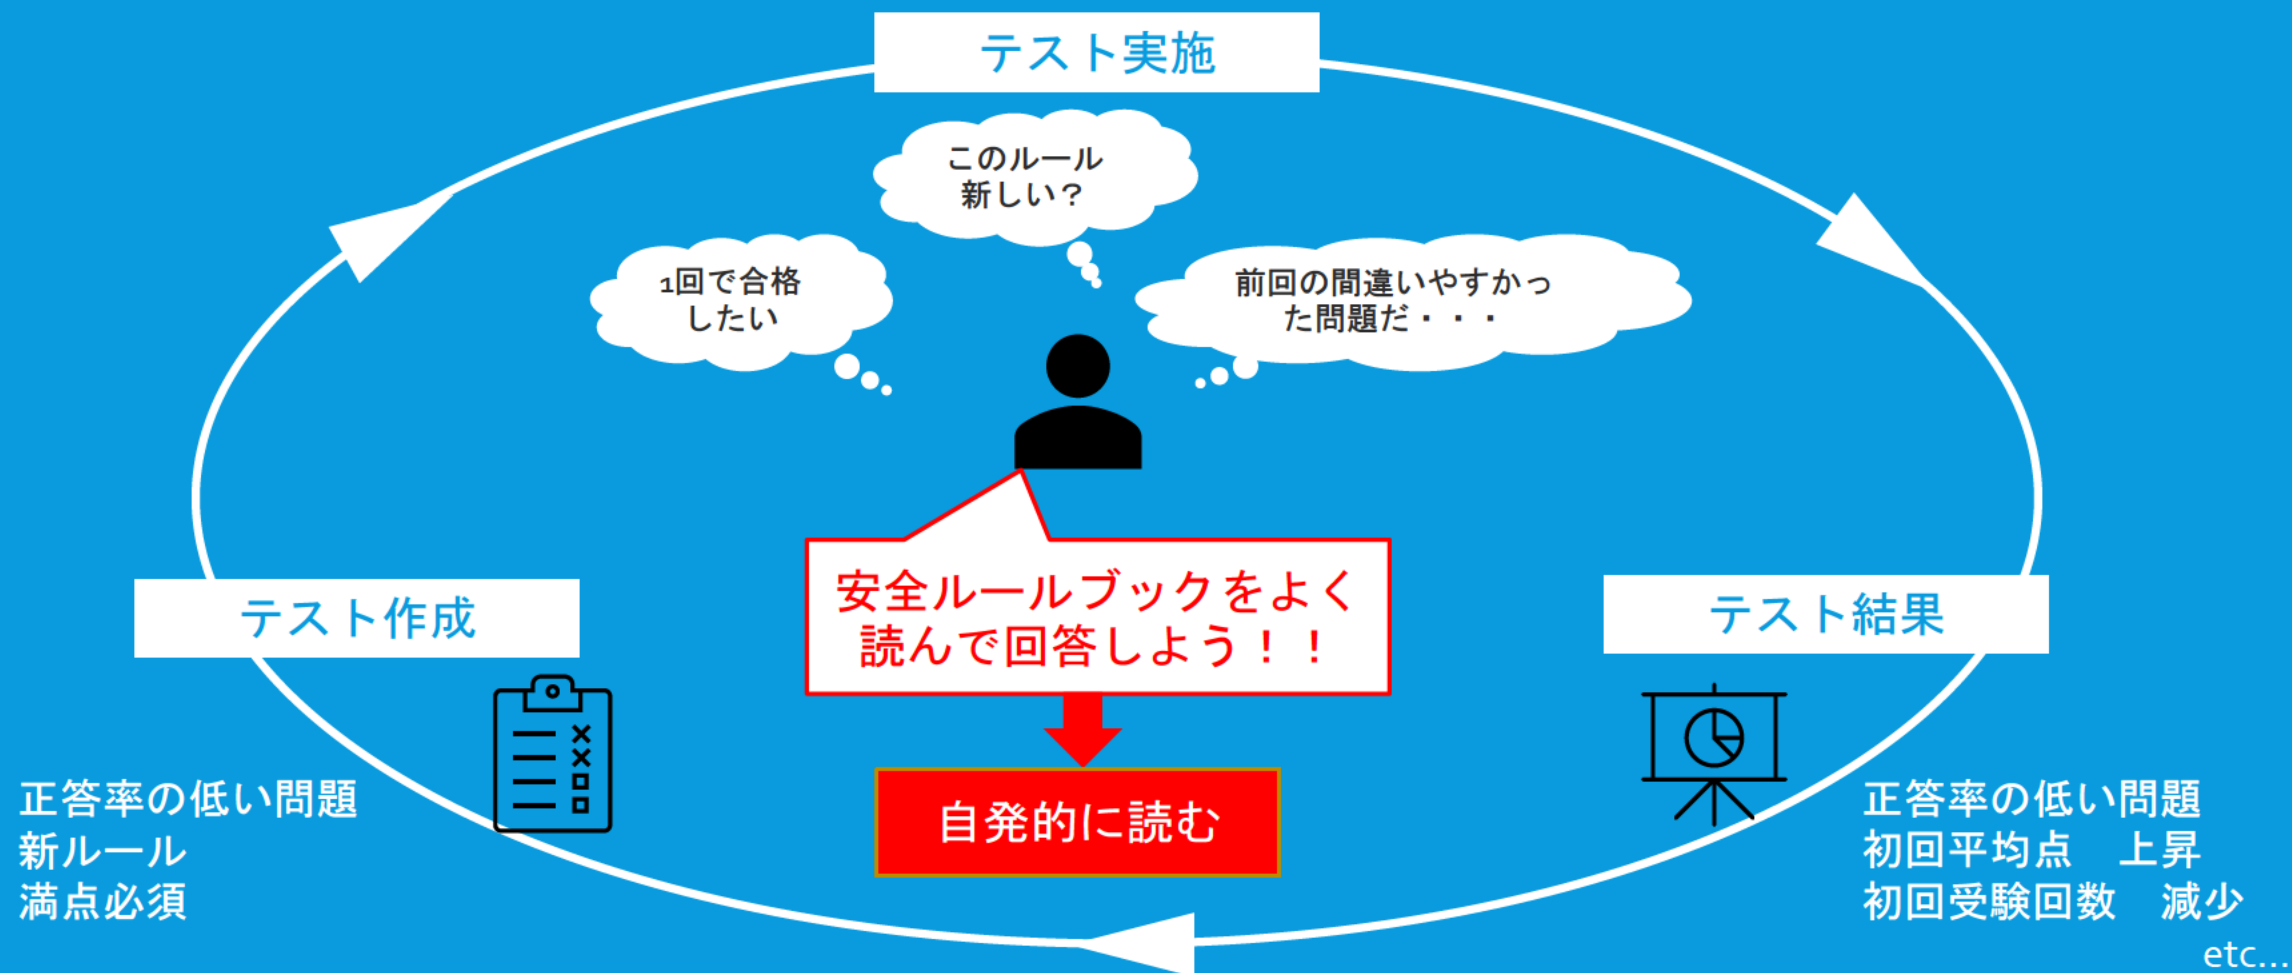 テスト実施
このルール
新しい？
1回で合格
したい
前回の間違いやすかっ
た問題だ・・・
安全ルールブックをよく
読んで回答しよう！！
自発的に読む
テスト作成
正答率の低い問題
新ルール
満点必須
テスト結果
正答率の低い問題
初回平均点　上昇
初回受験回数　減少
etc...